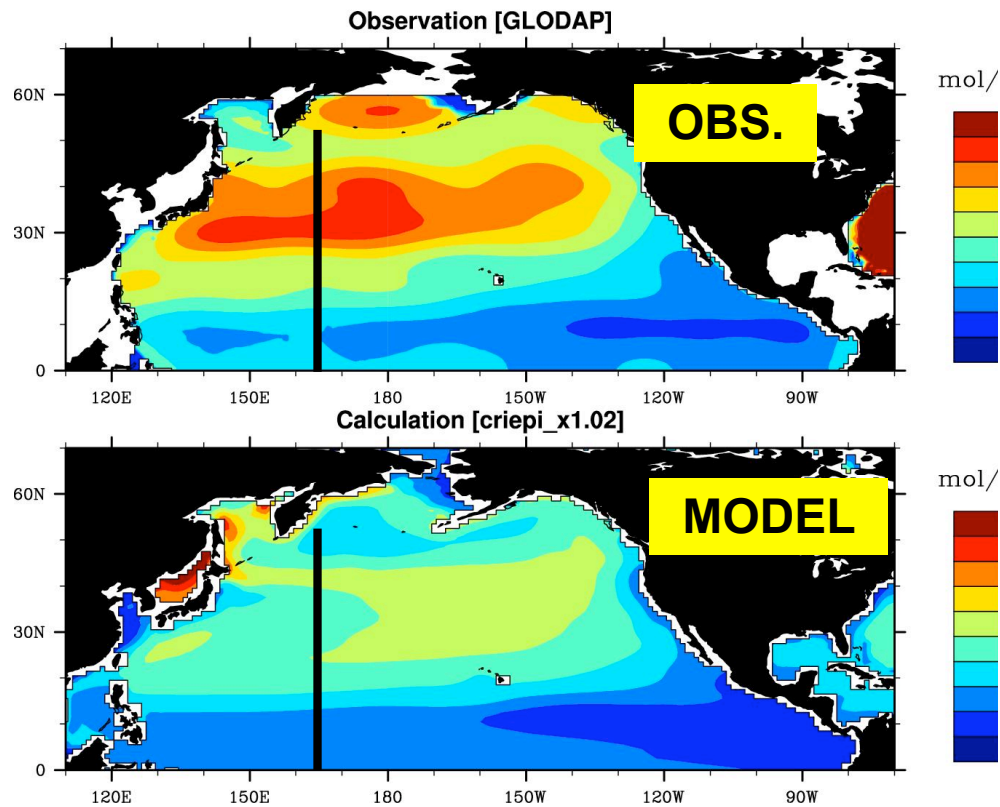 Observation [GLODAP]
mol/
60N
OBS.
30N
0
120E 150E 180 150W 120W 90W
Calculation [criepi_x1.02]
mol/
60N
MODEL
30N
0
120E 150E 180 150W 120W 90W